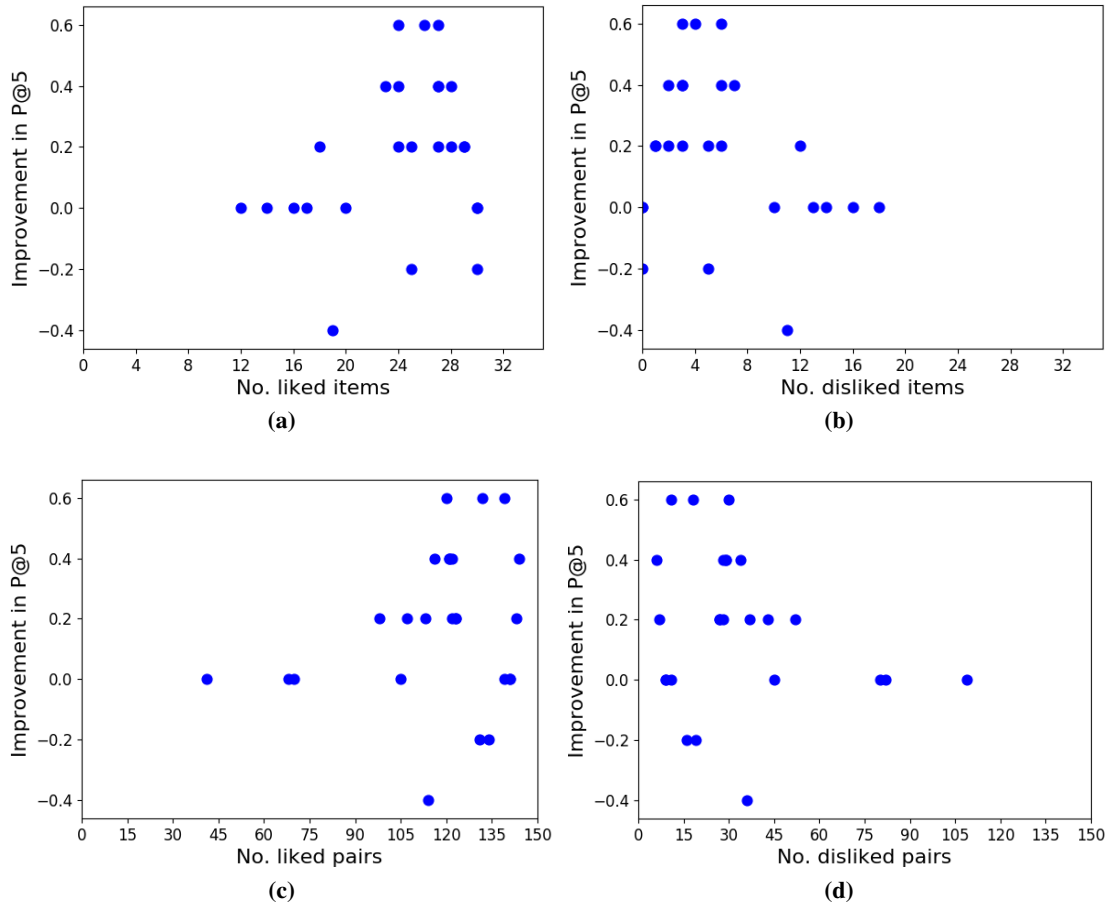 0.6
0.4
0.2
0.0
−0.2
−0.4
Improvement in P@5
0 4 8 12 16 20 24 28 32
No. liked items
(a)
0.6
0.4
0.2
0.0
−0.2
−0.4
Improvement in P@5
0 4 8 12 16 20 24 28 32
No. disliked items
(b)
0.6
0.4
0.2
0.0
−0.2
−0.4
Improvement in P@5
0 15 30 45 60 75 90 105 120 135 150
No. liked pairs
(c)
0.6
0.4
0.2
0.0
−0.2
−0.4
Improvement in P@5
0 15 30 45 60 75 90 105 120 135 150
No. disliked pairs
(d)